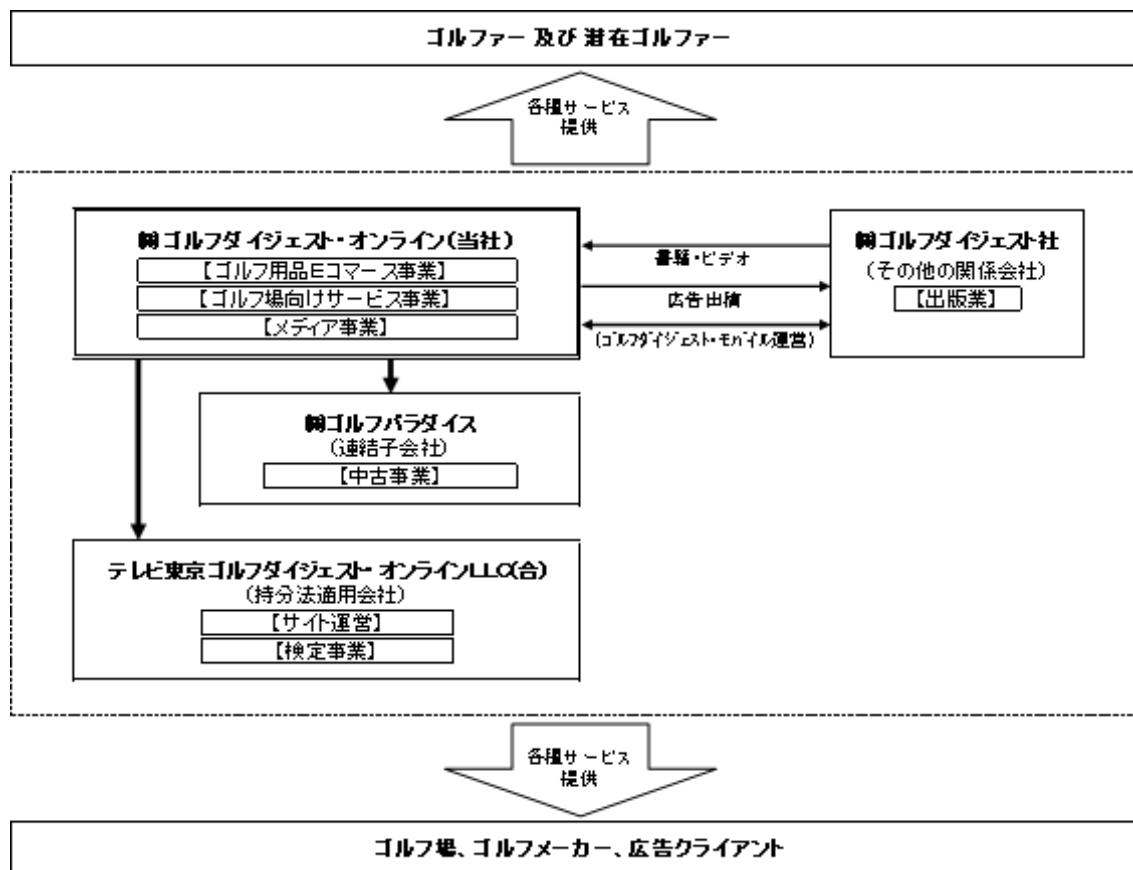 ゴルファー 及び 潜在ゴルファー
各種サービス
提供
㈱ゴルフダイジェスト・オンライン(当社)
【ゴルフ用品Eコマース事業】
【ゴルフ場向けサービス事業】
【メディア事業】
書籍・ビデオ
広告出稿
(ゴルフダイジェスト・モバイル運営)
㈱ゴルフダイジェスト社
(その他の関係会社)
【出版業】
㈱ゴルフパラダイス
(連結子会社)
【中古事業】
テレビ東京ゴルフダイジェスト・オンラインLLC(合)
(持分法適用会社)
【サイト運営】
【検定事業】
各種サービス
提供
ゴルフ場、ゴルフメーカー、広告クライアント